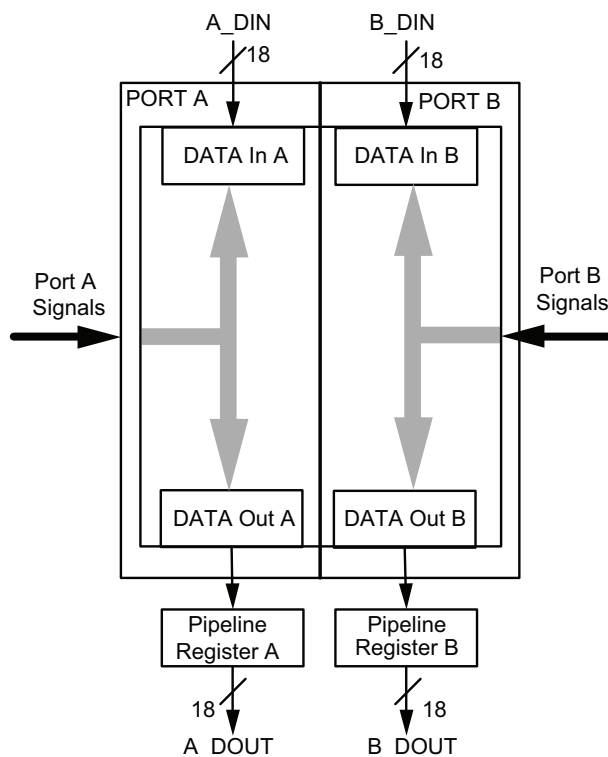 A_DIN
B_DIN
18
18
PORT A
PORT B
DATA In A
DATA In B
Port A
Signals
Port B
Signals
DATA Out A
DATA Out B
Pipeline
Register A
Pipeline
Register B
18
18
A DOUT
B DOUT